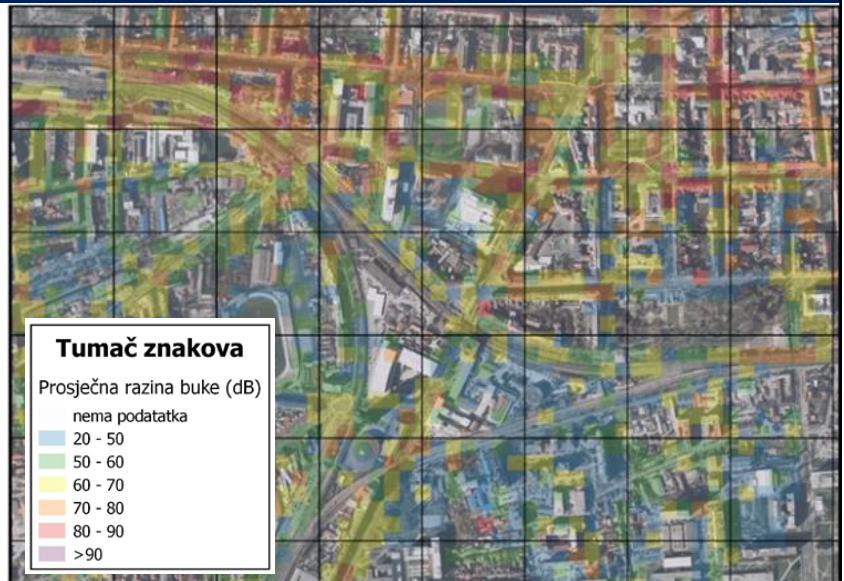 Tumač znakova
Prosječna razina buke (dB)
nema podatatka
20 - 50
50 - 60
60 - 70
70 - 80
80 - 90
>90